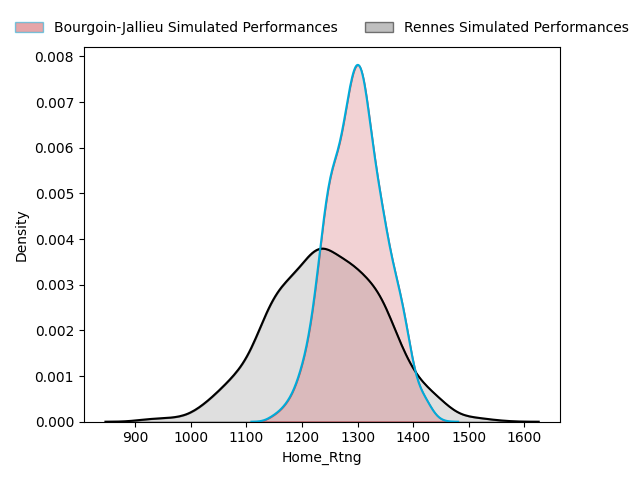 Bourgoin-Jallieu Simulated Performances
Rennes Simulated Performances
0.008
0.007
0.006
0.005
0.004
0.003
0.002
0.001
0.000
Density
900 1000 1100 1200 1300 1400 1500 1600
Home_Rtng